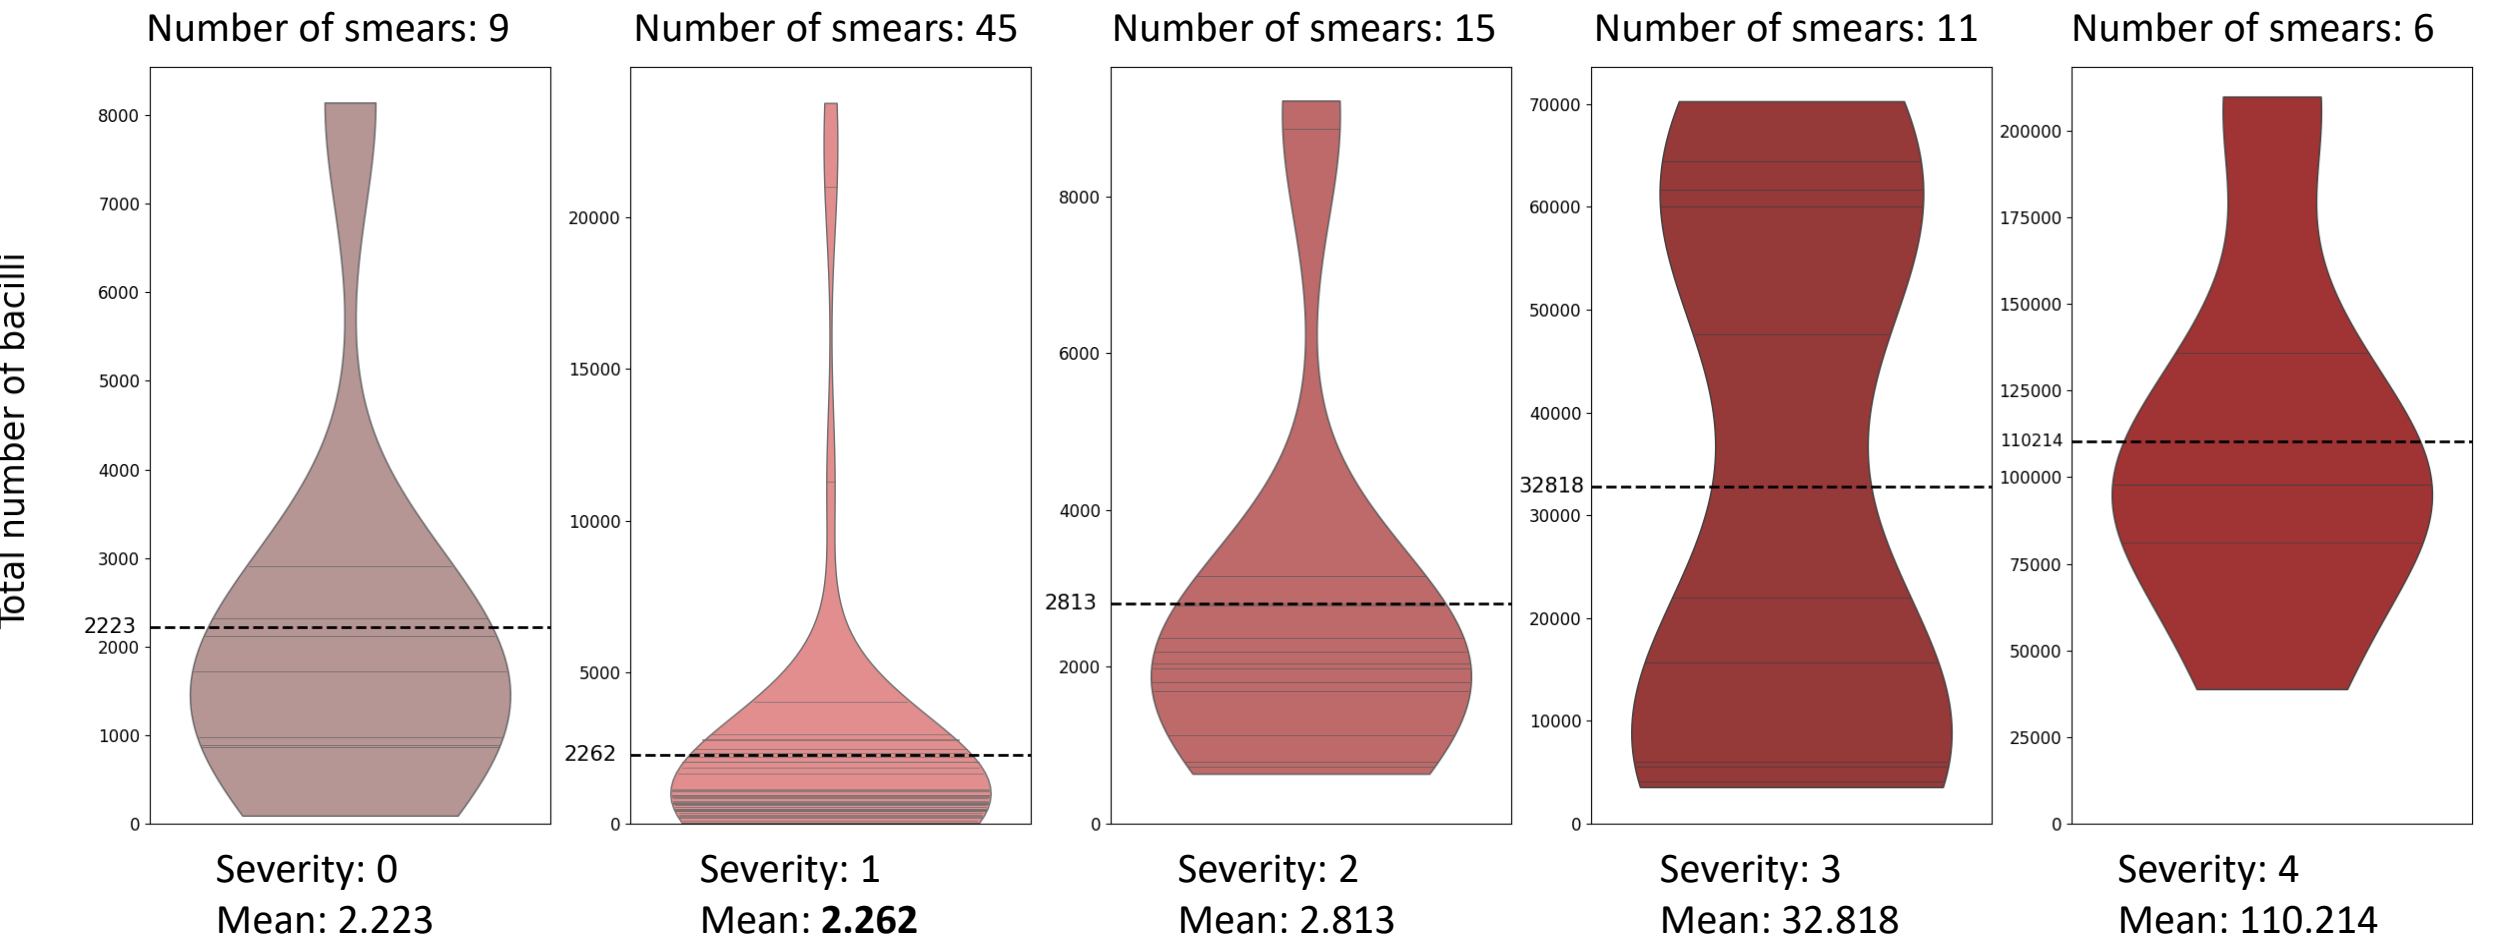 Number of smears: 9
Number of smears: 45
Number of smears: 15
Number of smears: 11
Number of smears: 6
Total number of bacilli
8000
7000
6000
5000
4000
3000
2223
2000
1000
0
20000
15000
10000
5000
2262
0
8000
6000
4000
2813
2000
0
70000
60000
50000
40000
32818
30000
20000
10000
0
200000
175000
150000
125000
110214
100000
75000
50000
25000
0
Severity: 0
Mean: 2.223
Severity: 1
Mean: 2.262
Severity: 2
Mean: 2.813
Severity: 3
Mean: 32.818
Severity: 4
Mean: 110.214